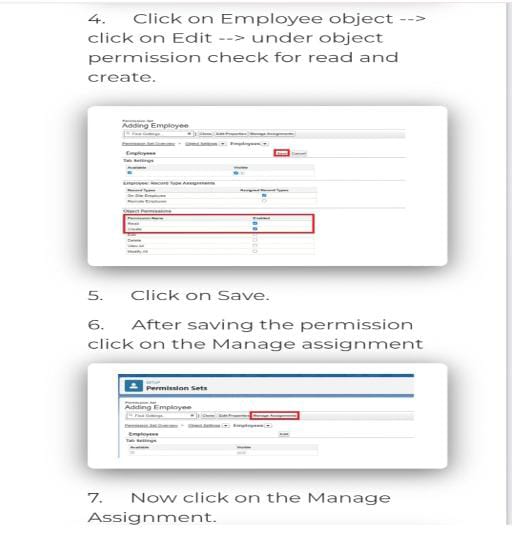 4. Click on Employee object -->
click on Edit --> under object
permission check for read and
create.
Permission Set
Adding Employee
Find Settings... Clone Edit Properties Manage Assignments
Permission Set Overview > Object Settings Employees
Employees Save Cancel
Tab Settings
Available Visible
Employee: Record Type Assignments
Record Types Assigned Record Types
On-Site Employee
Remote Employee
Object Permissions
Permission Name Enabled
Read
Create
Edit
Delete
View All
Modify All
5. Click on Save.
6. After saving the permission
click on the Manage assignment
SETUP
Permission Sets
Permission Set
Adding Employee
Find Settings... Clone Edit Properties Manage Assignments
Permission Set Overview > Object Settings Employees
Employees Edit
Tab Settings
Available Visible
7. Now click on the Manage
Assignment.